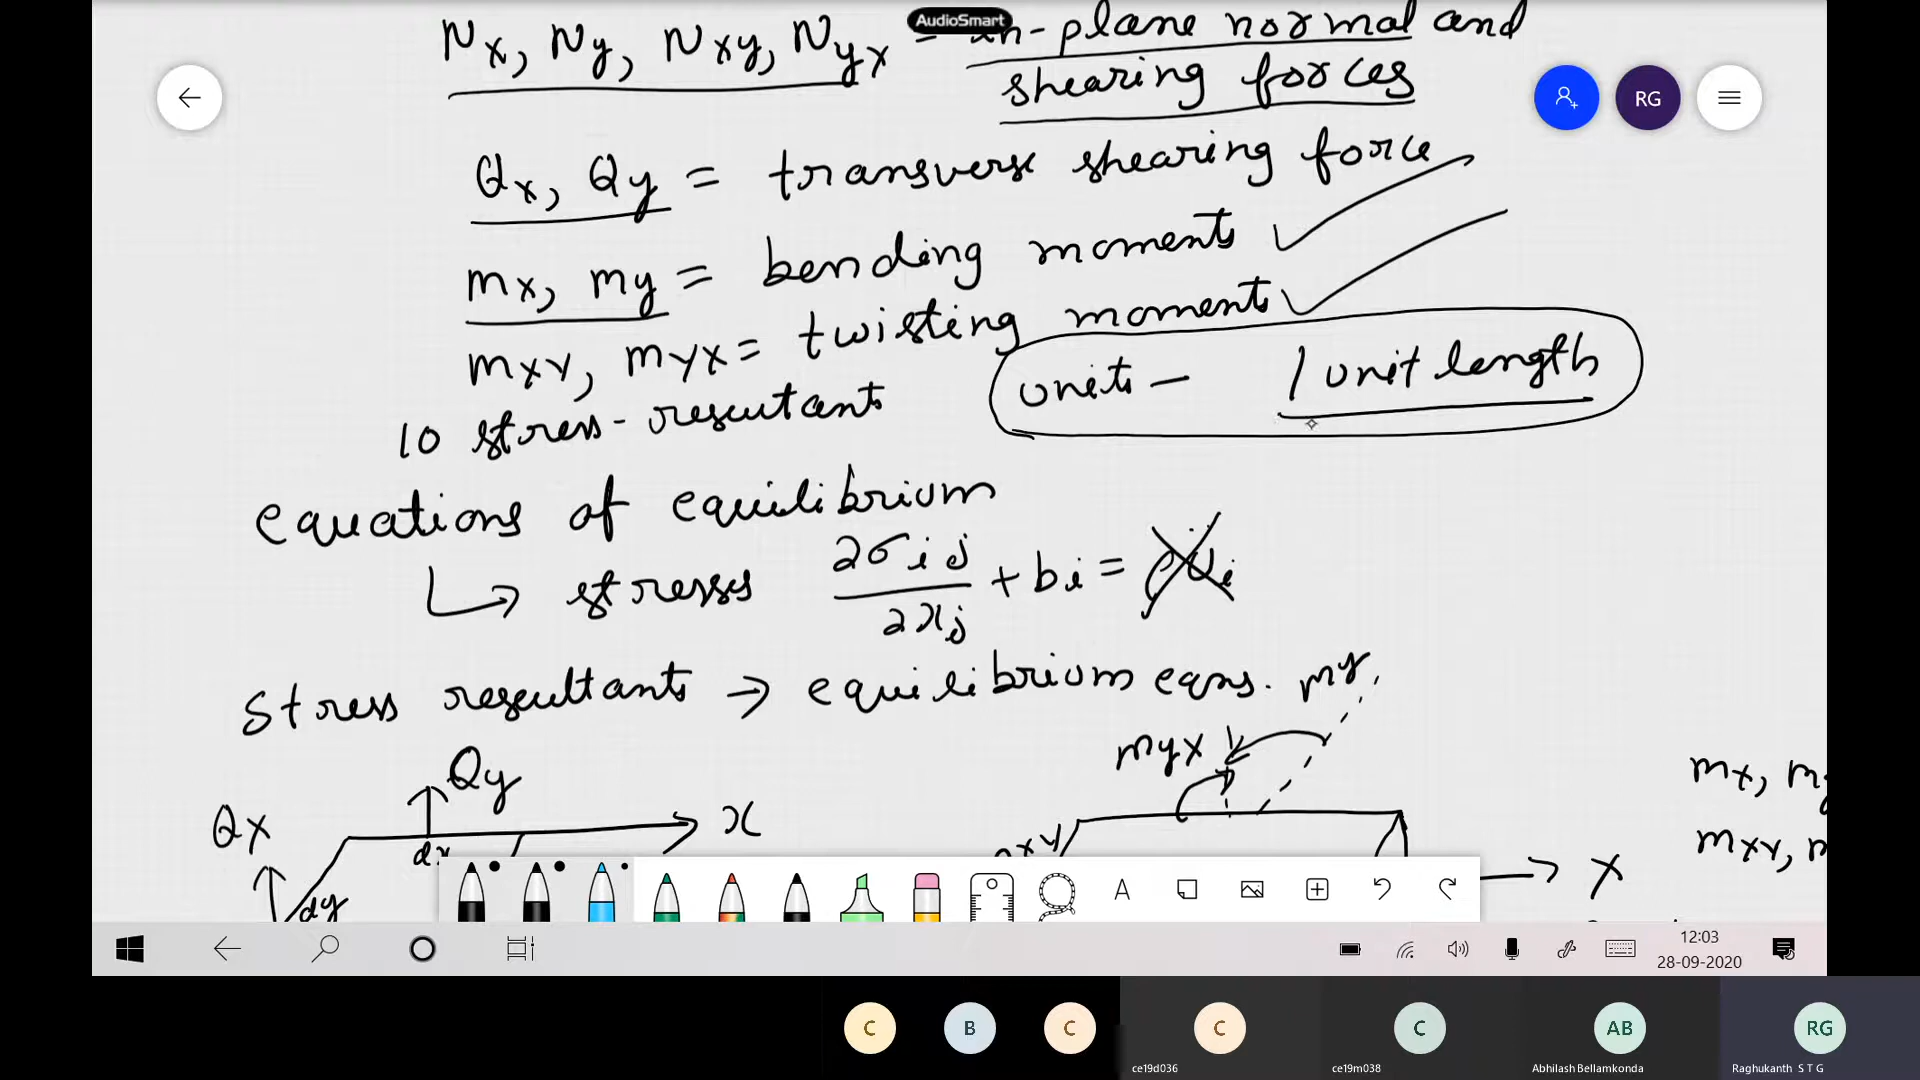 AudioSmart
Nx, Ny, Nxy, Nyx = in-plane normal and
shearing forces
RG
Qx, Qy = transverse shearing force
mx, my = bending moments
mxy, myx = twisting moments
units - / unit length
10 stress-resultants
equations of equilibrium
↳ stresses ∂σij/∂xj + bi = ρüi
stress resultants → equilibrium eqns. my
Qy myx
Qx x mx, my
dx mxy mxy, m
dy x
A
12:03
28-09-2020
C B C C C AB RG
ce19d036 ce19m038 Abhilash Bellamkonda Raghukanth S T G